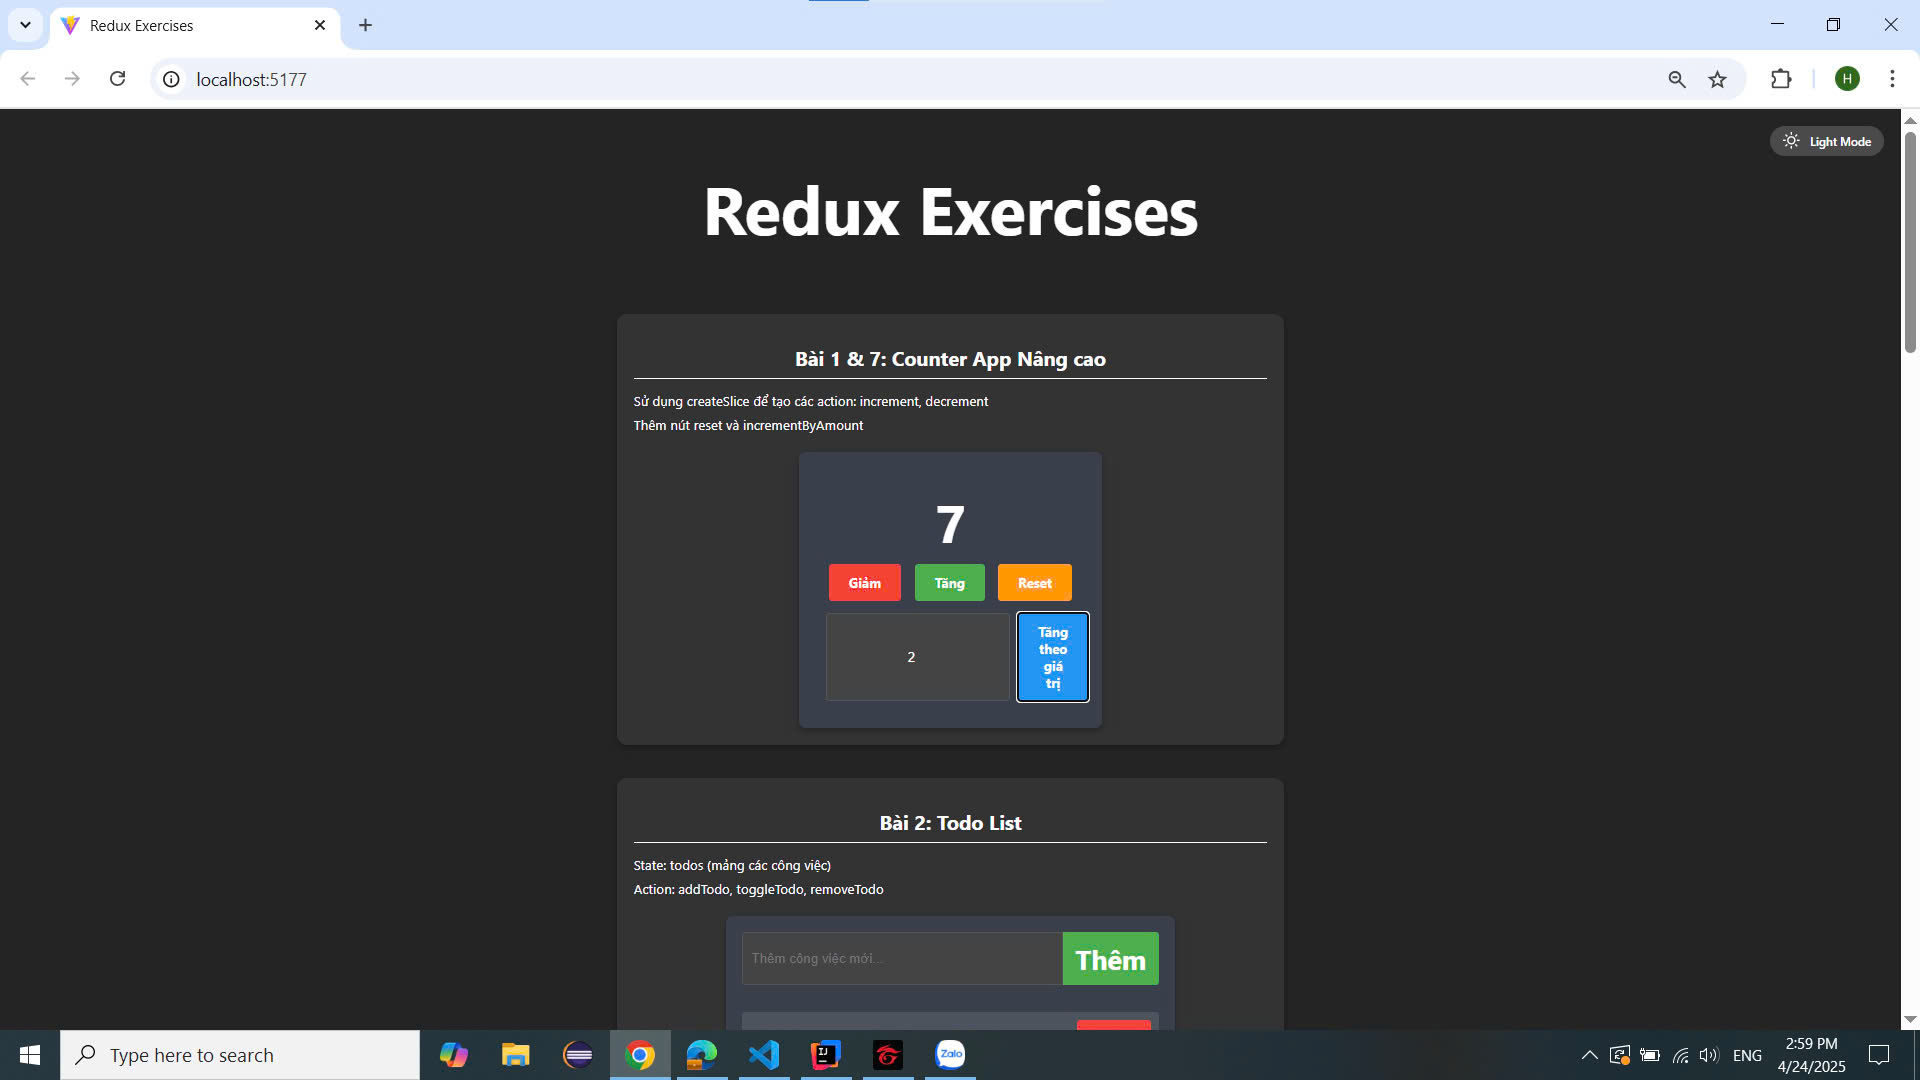 Redux Exercises
localhost:5177
H
Light Mode
Redux Exercises
Bài 1 & 7: Counter App Nâng cao
Sử dụng createSlice để tạo các action: increment, decrement
Thêm nút reset và incrementByAmount
7
Giảm
Tăng
Reset
2
Tăng
theo
giá
trị
Bài 2: Todo List
State: todos (mảng các công việc)
Action: addTodo, toggleTodo, removeTodo
Thêm công việc mới...
Thêm
Type here to search
IJ
Zalo
ENG
2:59 PM
4/24/2025